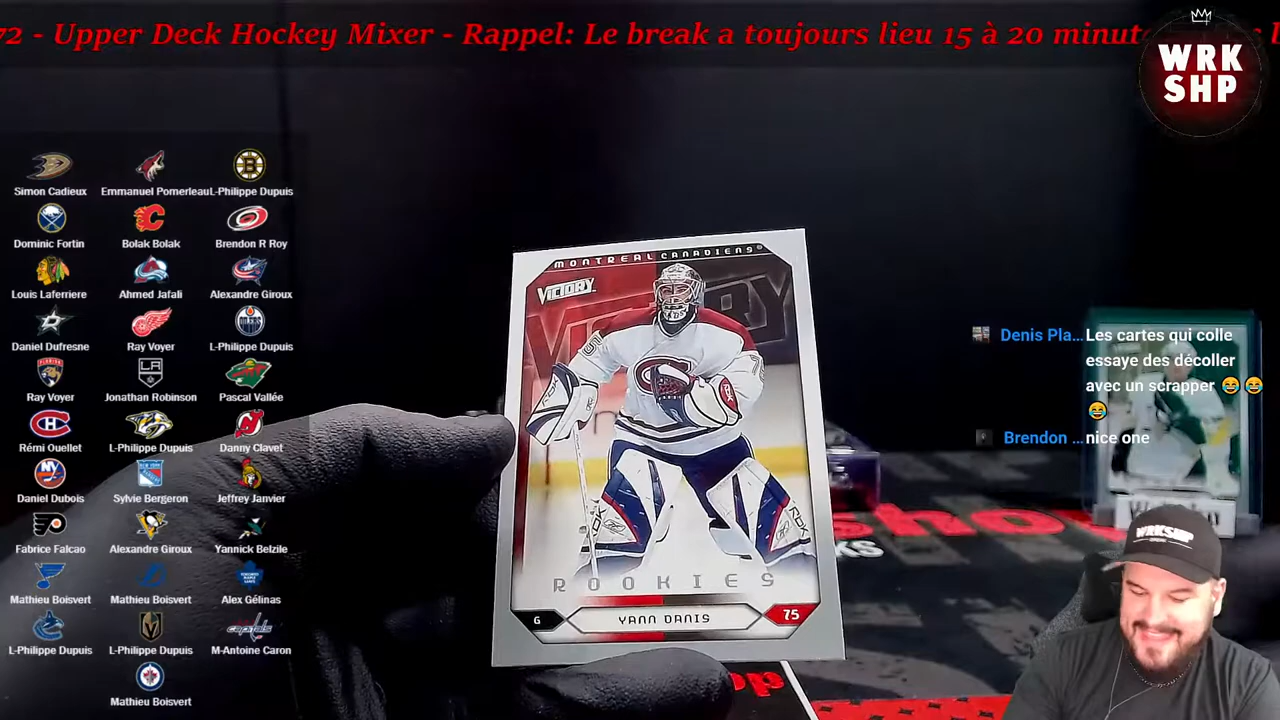 72 - Upper Deck Hockey Mixer - Rappel: Le break a toujours lieu 15 à 20
WRK
SHP
Simon Cadieux
Emmanuel Pomerleau
L-Philippe Dupuis
Dominic Fortin
Bolak Bolak
Brendon R Roy
Louis Laferriere
Ahmed Jafali
Alexandre Giroux
Daniel Dufresne
Ray Voyer
L-Philippe Dupuis
Ray Voyer
Jonathan Robinson
Pascal Vallée
Rémi Ouellet
L-Philippe Dupuis
Danny Clavet
Daniel Dubois
Sylvie Bergeron
Jeffrey Janvier
Fabrice Falcao
Alexandre Giroux
Yannick Belzile
Mathieu Boisvert
Mathieu Boisvert
Alex Gélinas
L-Philippe Dupuis
L-Philippe Dupuis
M-Antoine Caron
Mathieu Boisvert
MONTREAL CANADIENS
VICTORY
ROOKIES
G
YANN DANIS
75
Denis Pla... Les cartes qui colle
essaye des décoller
avec un scrapper 😂😂
😂
Brendon ... nice one
WRKSHP